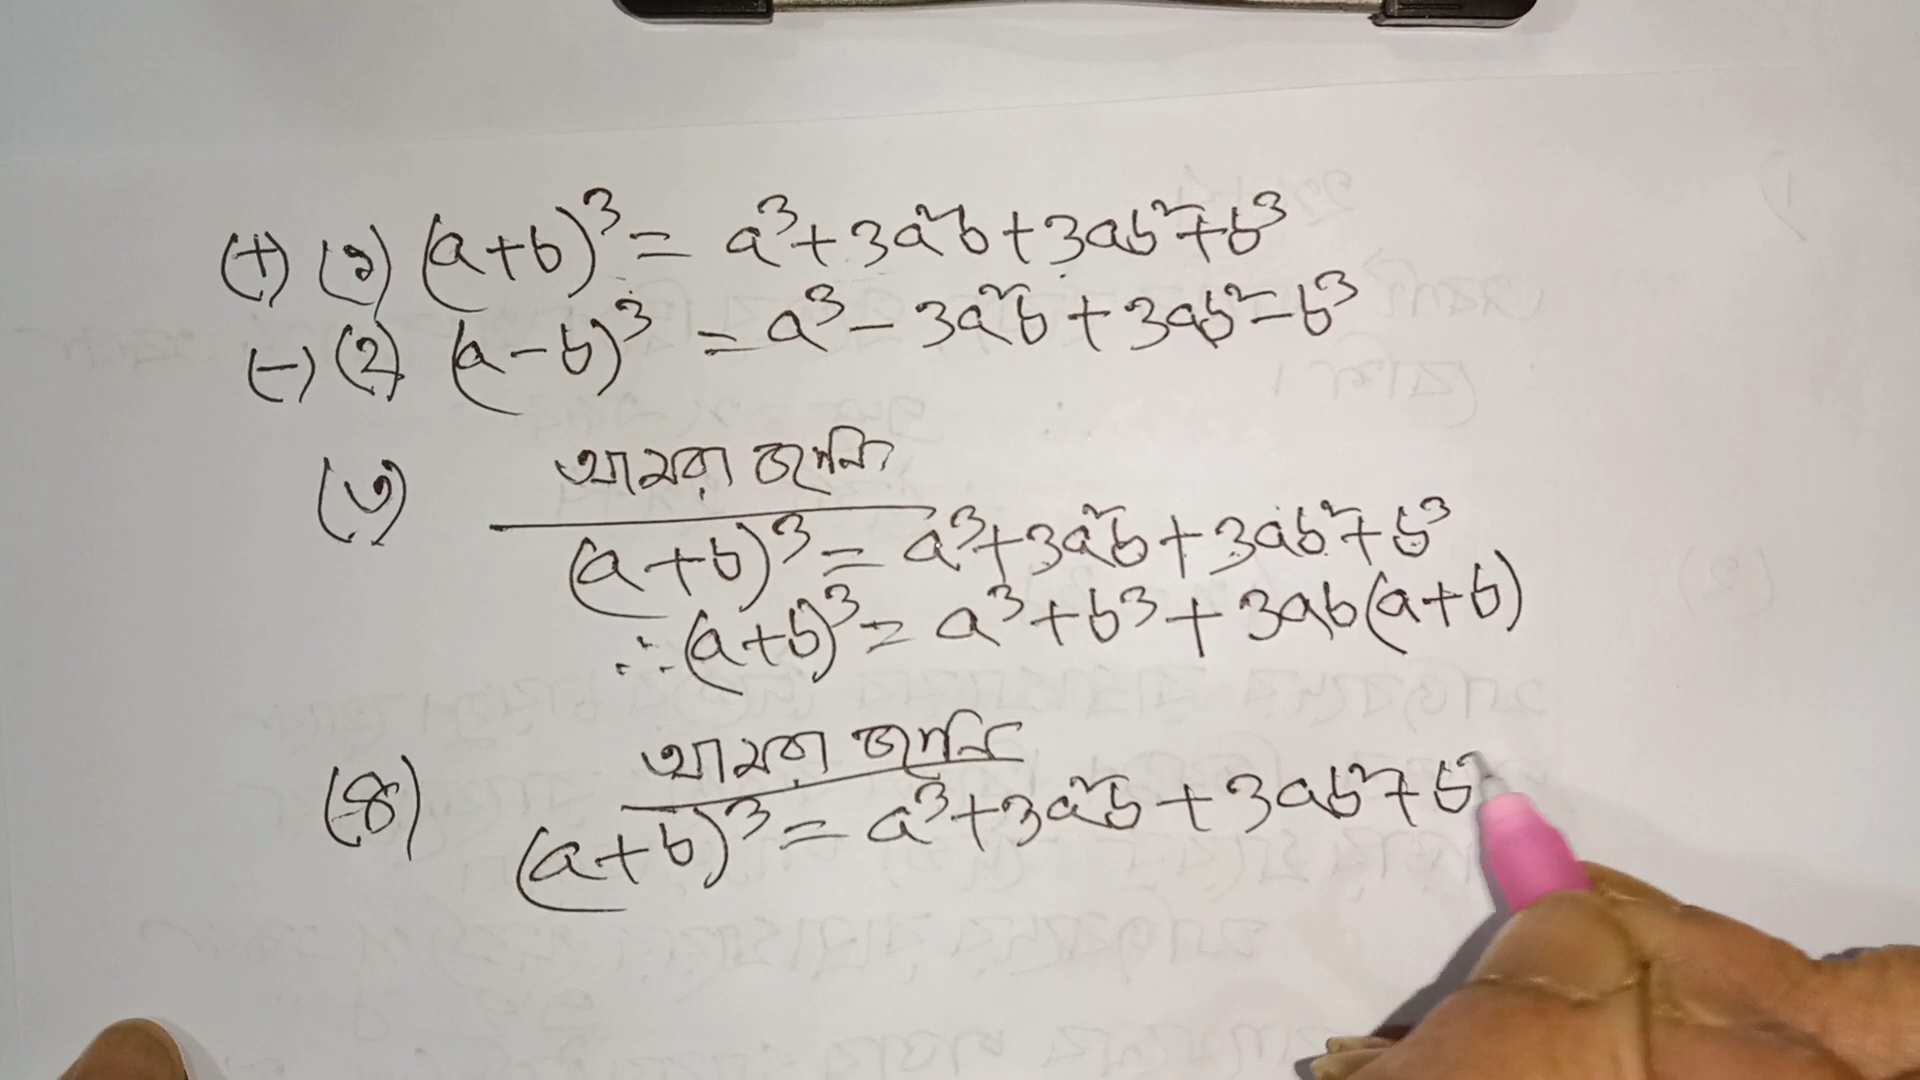 (+) (১) (a+b)³ = a³+3a²b+3ab²+b³
(-) (২) (a-b)³ = a³-3a²b+3ab²-b³
(৩) আমরা জানি
(a+b)³ = a³+3a²b+3ab²+b³
∴ (a+b)³ = a³+b³+3ab(a+b)
(৪) আমরা জানি
(a+b)³ = a³+3a²b+3ab²+b³